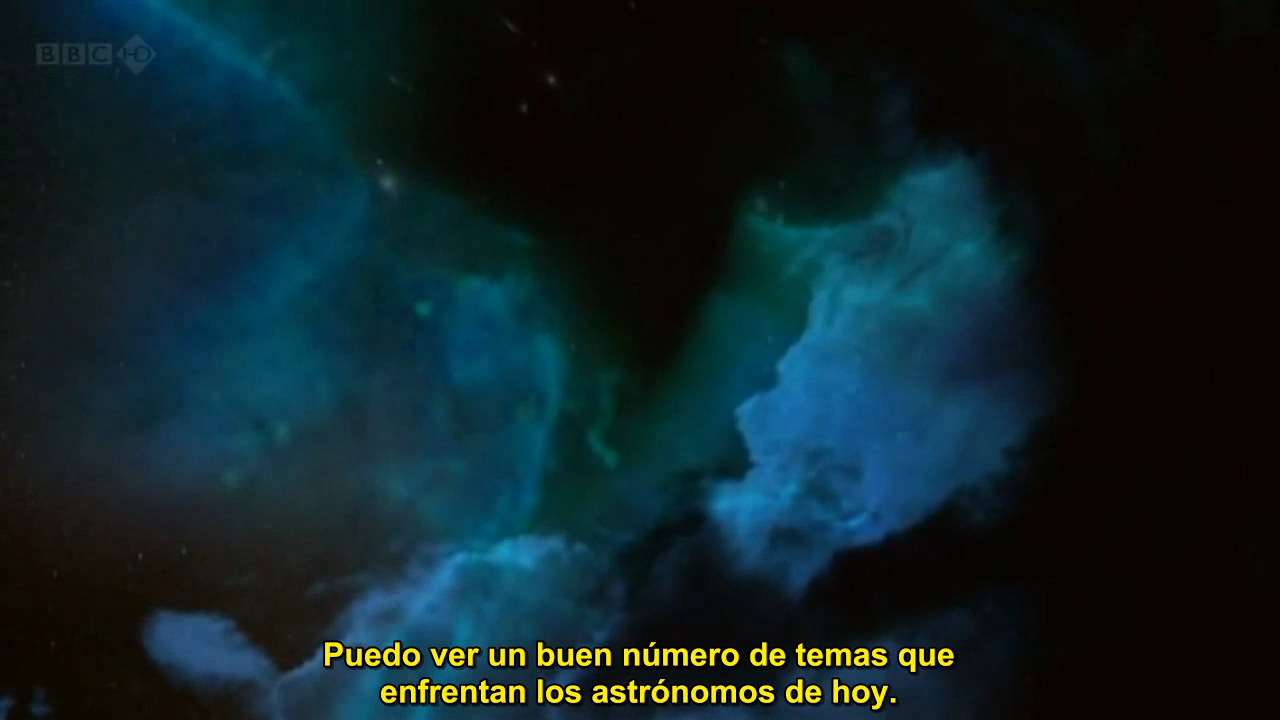 BBC HD
Puedo ver un buen número de temas que
enfrentan los astrónomos de hoy.